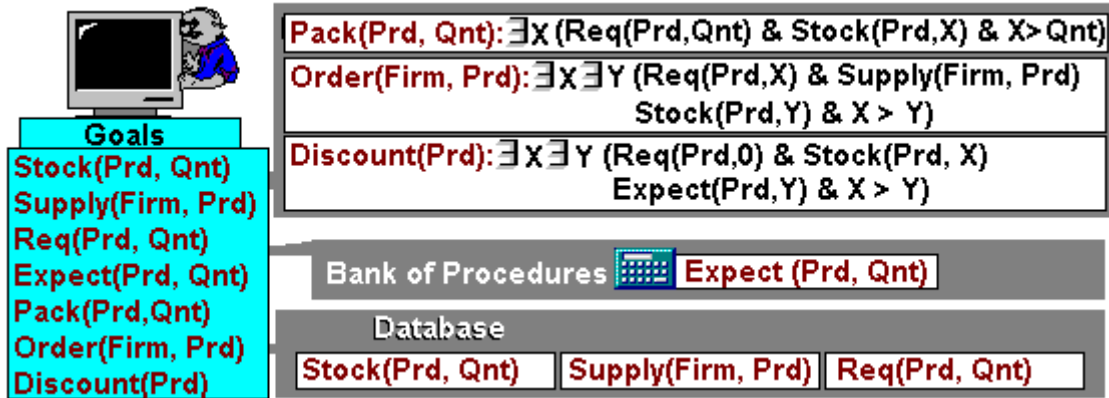 Pack(Prd, Qnt):∃X(Req(Prd,Qnt) & Stock(Prd,X) & X>Qnt)
Order(Firm, Prd):∃X∃Y (Req(Prd,X) & Supply(Firm, Prd)
Stock(Prd,Y) & X > Y)
Discount(Prd):∃X∃Y (Req(Prd,0) & Stock(Prd, X)
Expect(Prd,Y) & X > Y)
Goals
Stock(Prd, Qnt)
Supply(Firm, Prd)
Req(Prd, Qnt)
Expect(Prd, Qnt)
Pack(Prd,Qnt)
Order(Firm, Prd)
Discount(Prd)
Bank of Procedures Expect (Prd, Qnt)
Database
Stock(Prd, Qnt) Supply(Firm, Prd) Req(Prd, Qnt)